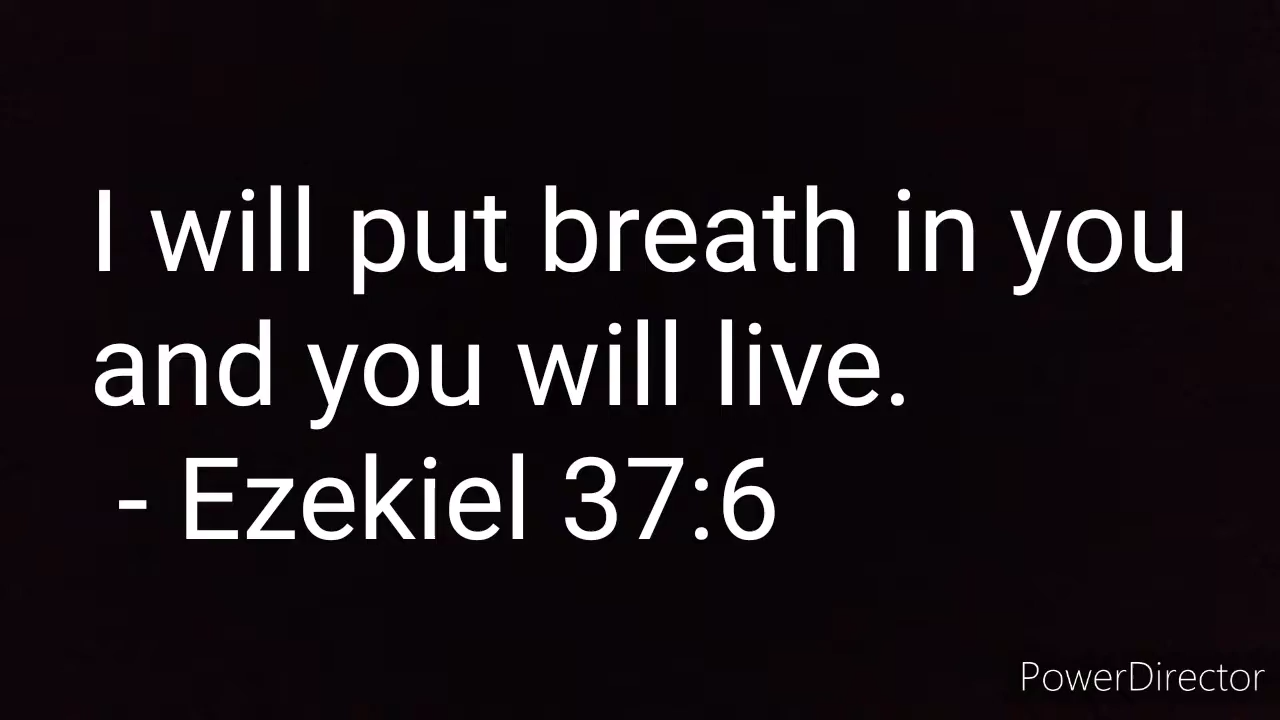 I will put breath in you
and you will live.
- Ezekiel 37:6
PowerDirector